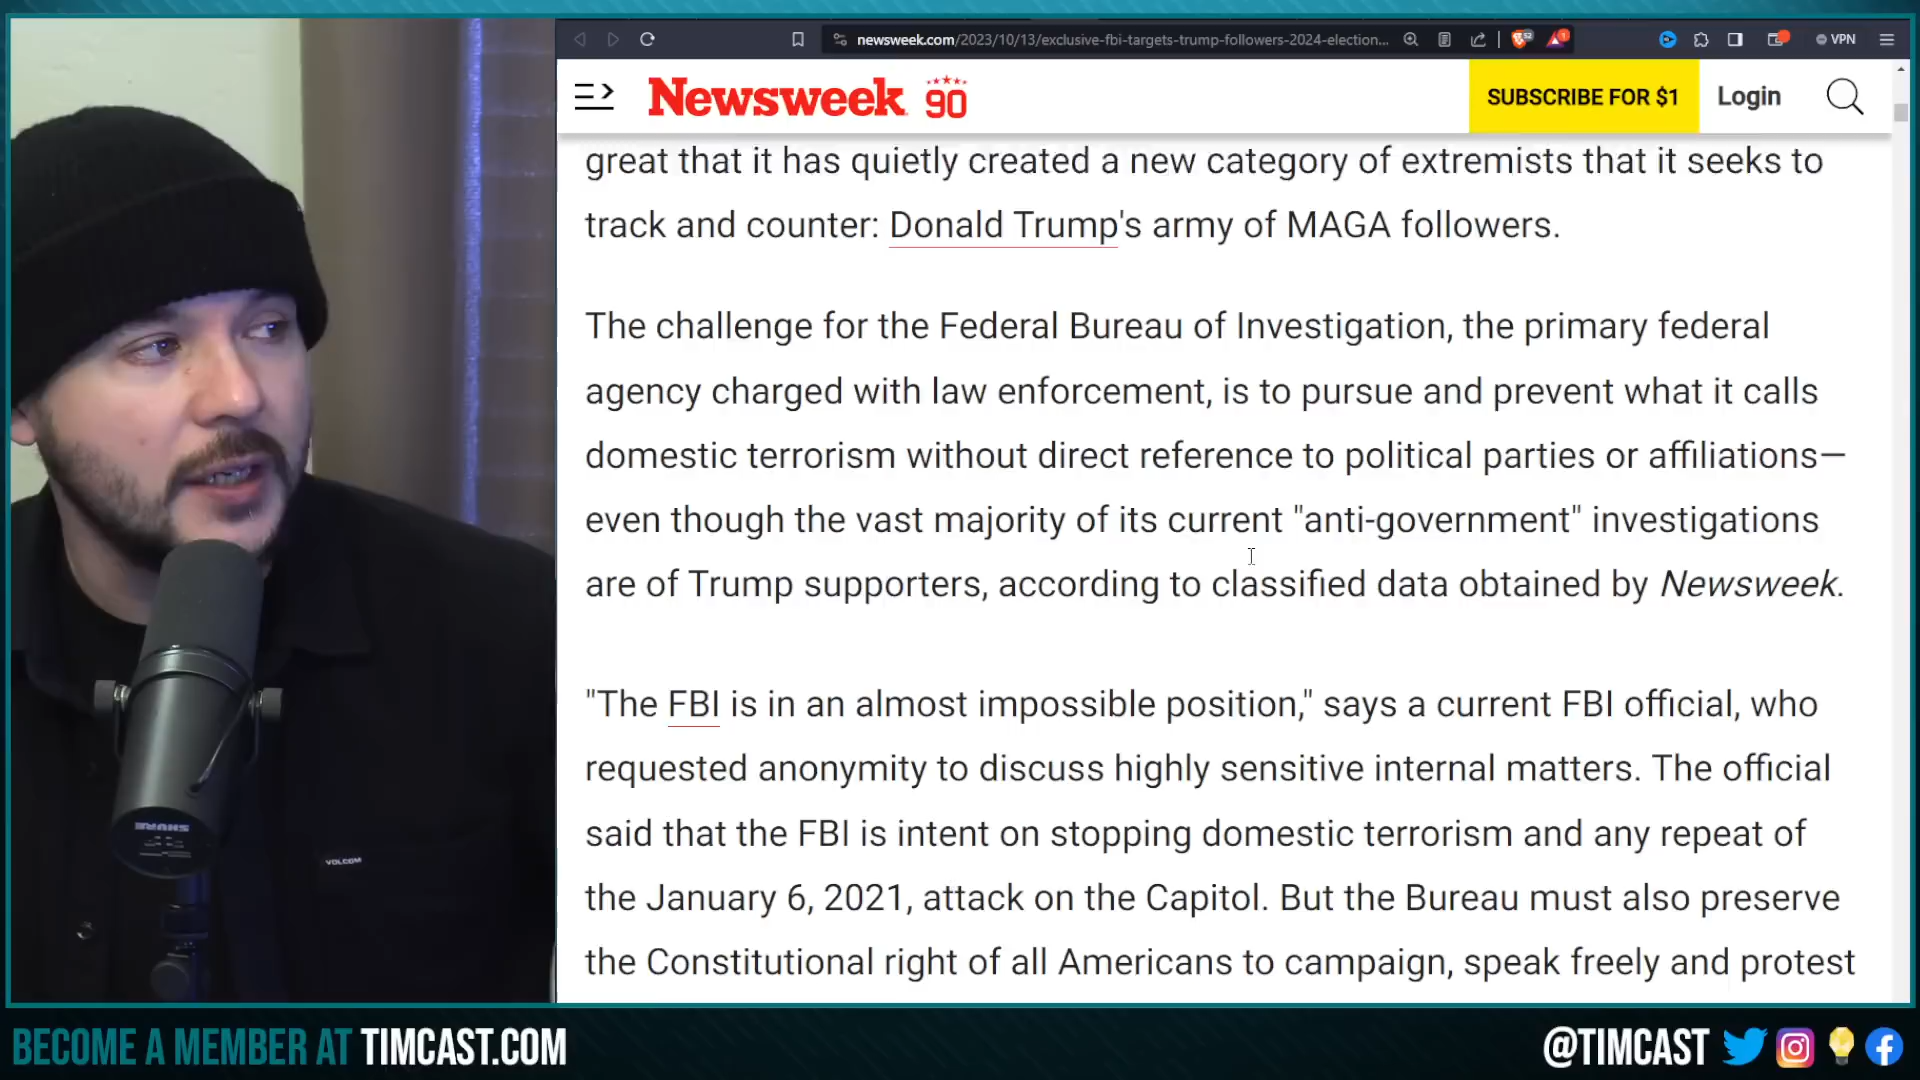 newsweek.com/2023/10/13/exclusive-fbi-targets-trump-followers-2024-election...
VPN
Newsweek 90
SUBSCRIBE FOR $1
Login
great that it has quietly created a new category of extremists that it seeks to
track and counter: Donald Trump's army of MAGA followers.
The challenge for the Federal Bureau of Investigation, the primary federal
agency charged with law enforcement, is to pursue and prevent what it calls
domestic terrorism without direct reference to political parties or affiliations—
even though the vast majority of its current "anti-government" investigations
are of Trump supporters, according to classified data obtained by Newsweek.
"The FBI is in an almost impossible position," says a current FBI official, who
requested anonymity to discuss highly sensitive internal matters. The official
said that the FBI is intent on stopping domestic terrorism and any repeat of
the January 6, 2021, attack on the Capitol. But the Bureau must also preserve
the Constitutional right of all Americans to campaign, speak freely and protest
SHURE
VOLCOM
BECOME A MEMBER AT TIMCAST.COM
@TIMCAST